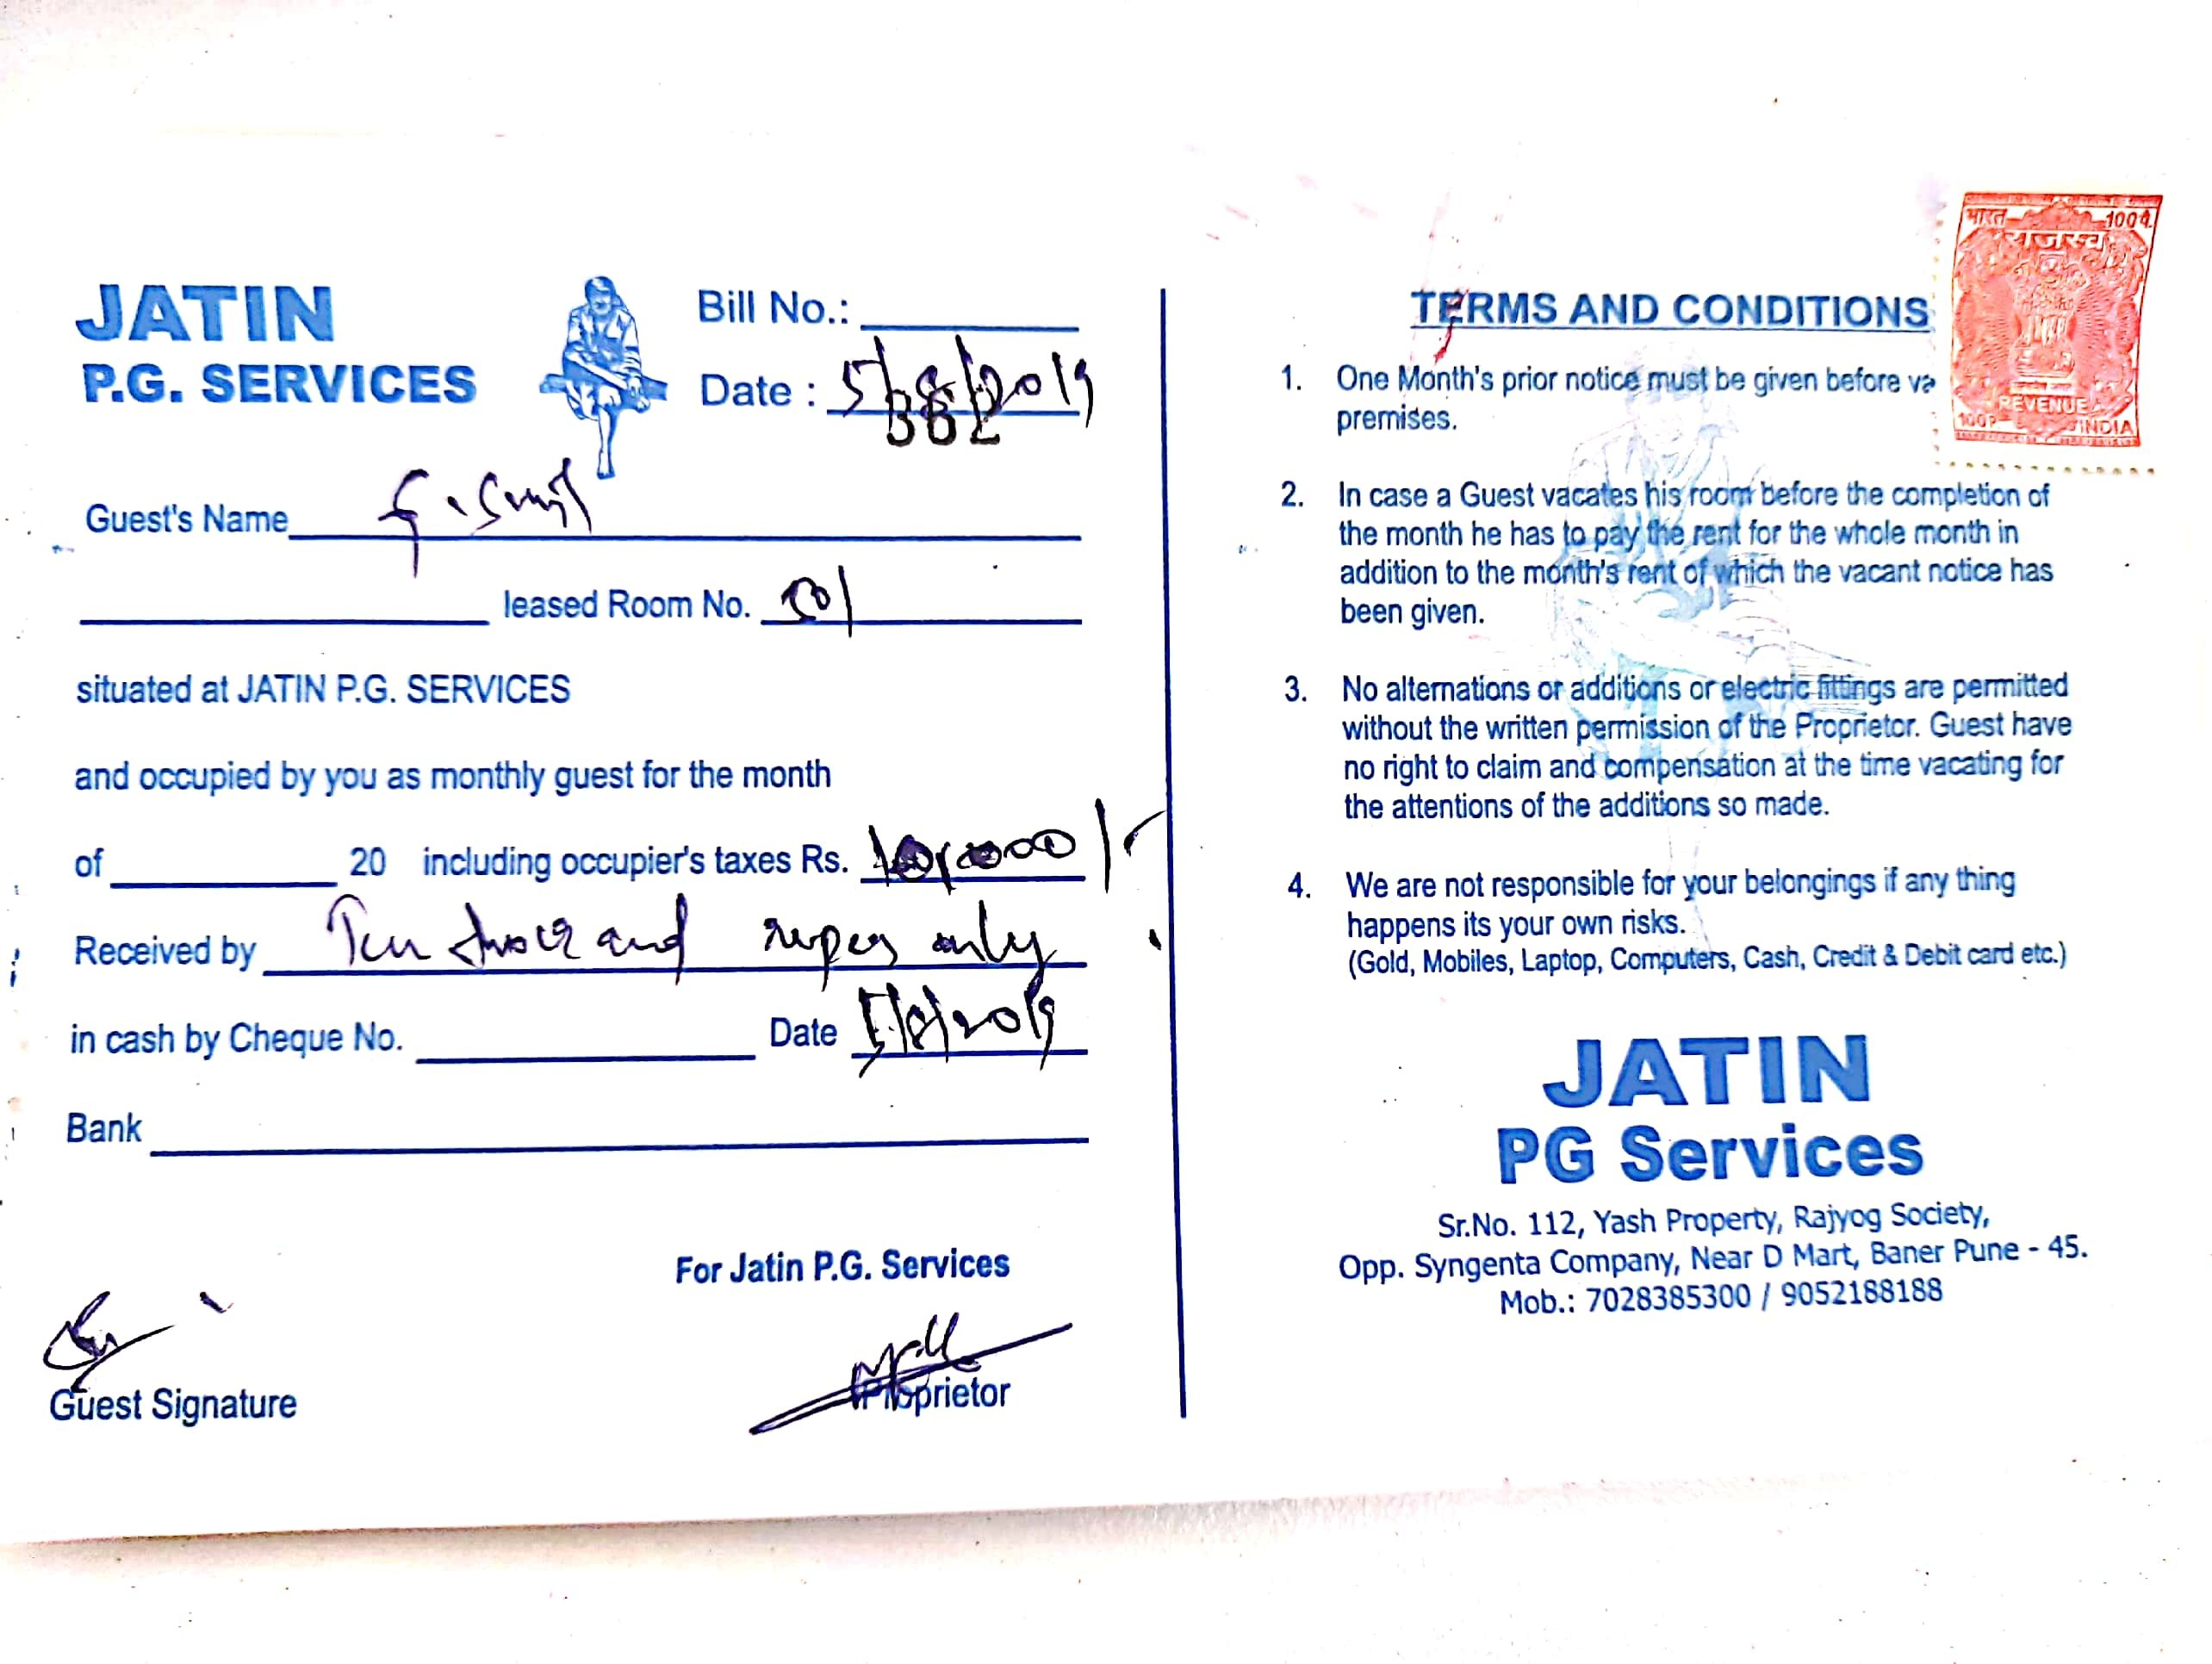 JATIN
P.G. SERVICES
Bill No.:
Date : 5/8/2019
362
Guest's Name G. Sunil
leased Room No. 501
situated at JATIN P.G. SERVICES
and occupied by you as monthly guest for the month
of 20 including occupier's taxes Rs. 10,000/-
Received by Ten thousand rupees only
in cash by Cheque No. Date 5/8/2019
Bank
For Jatin P.G. Services
Guest Signature
Proprietor
TERMS AND CONDITIONS
1. One Month's prior notice must be given before va
premises.
2. In case a Guest vacates his room before the completion of
the month he has to pay the rent for the whole month in
addition to the month's rent of which the vacant notice has
been given.
3. No alternations or additions or electric fittings are permitted
without the written permission of the Proprietor. Guest have
no right to claim and compensation at the time vacating for
the attentions of the additions so made.
4. We are not responsible for your belongings if any thing
happens its your own risks.
(Gold, Mobiles, Laptop, Computers, Cash, Credit & Debit card etc.)
JATIN
PG Services
Sr.No. 112, Yash Property, Rajyog Society,
Opp. Syngenta Company, Near D Mart, Baner Pune - 45.
Mob.: 7028385300 / 9052188188
भारत 100पै.
राजस्व
REVENUE
100P INDIA